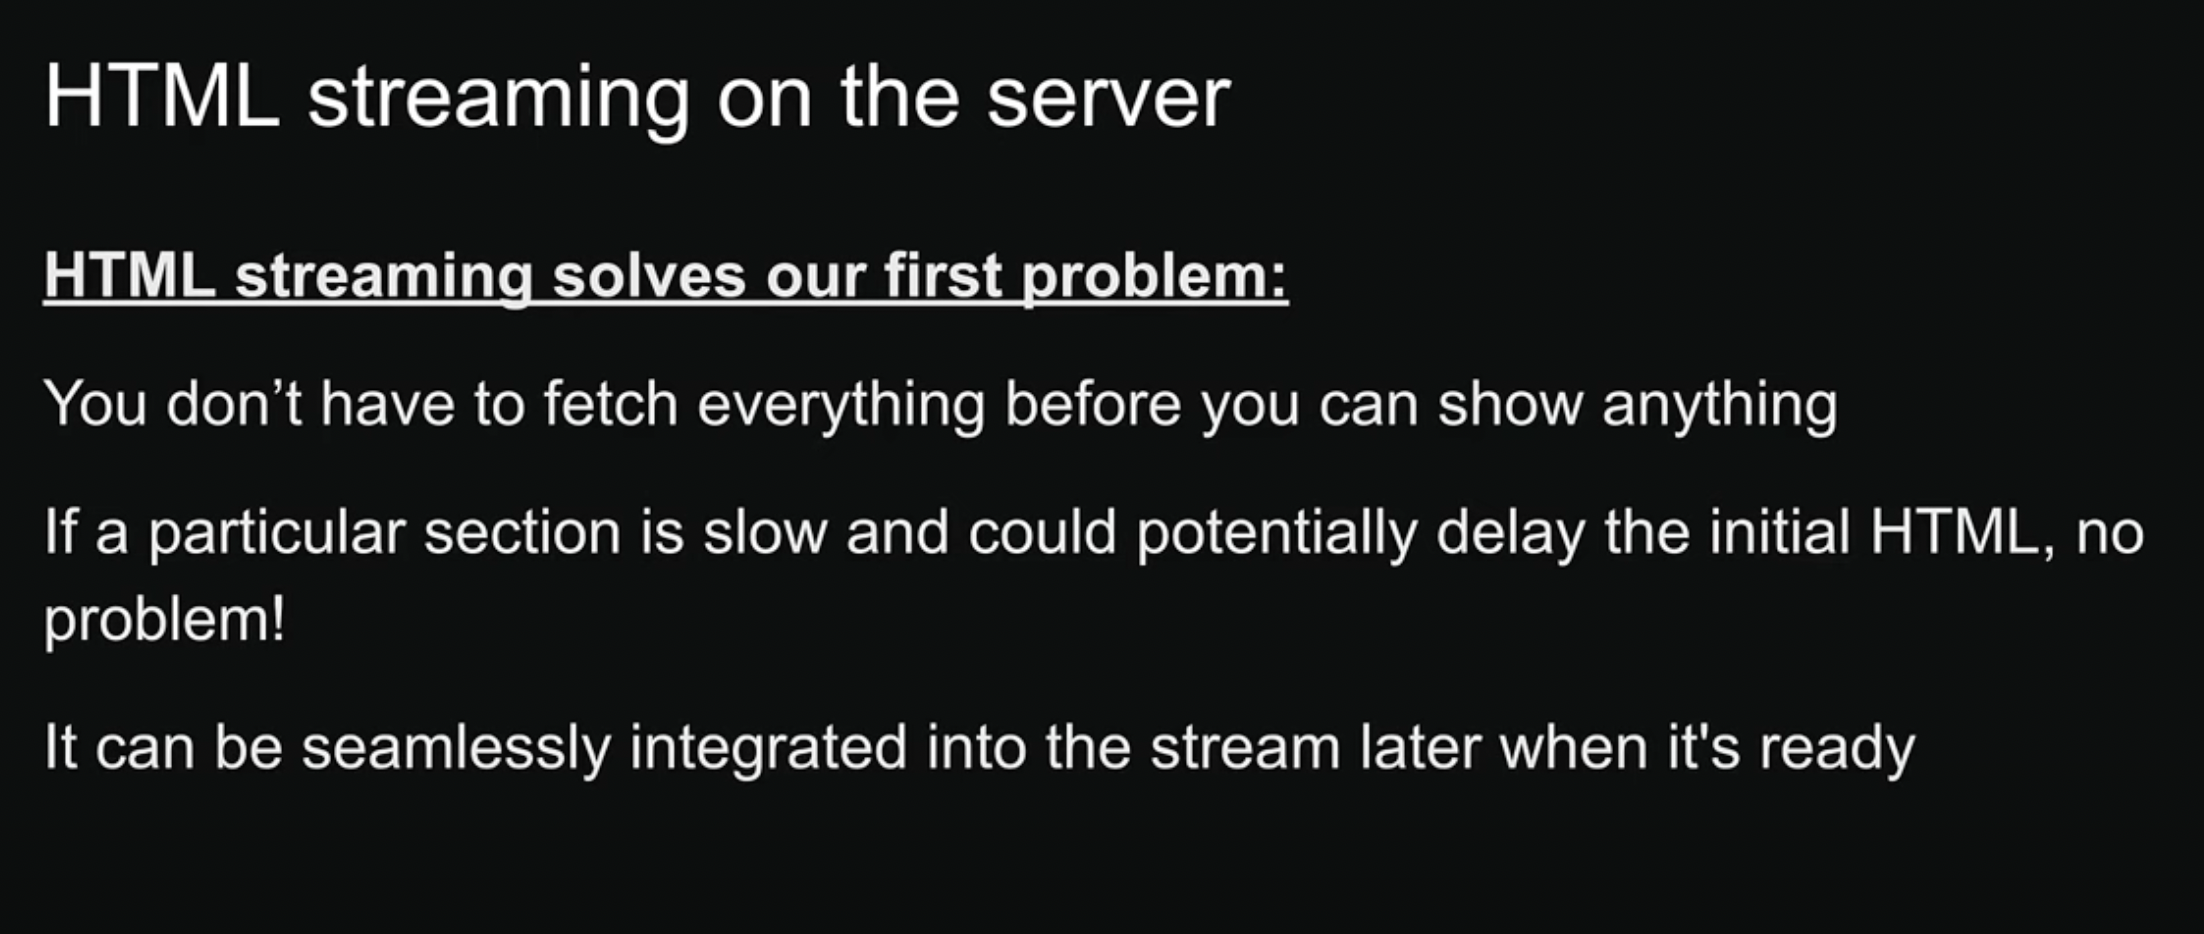 HTML streaming on the server
HTML streaming solves our first problem:
You don’t have to fetch everything before you can show anything
If a particular section is slow and could potentially delay the initial HTML, no
problem!
It can be seamlessly integrated into the stream later when it's ready